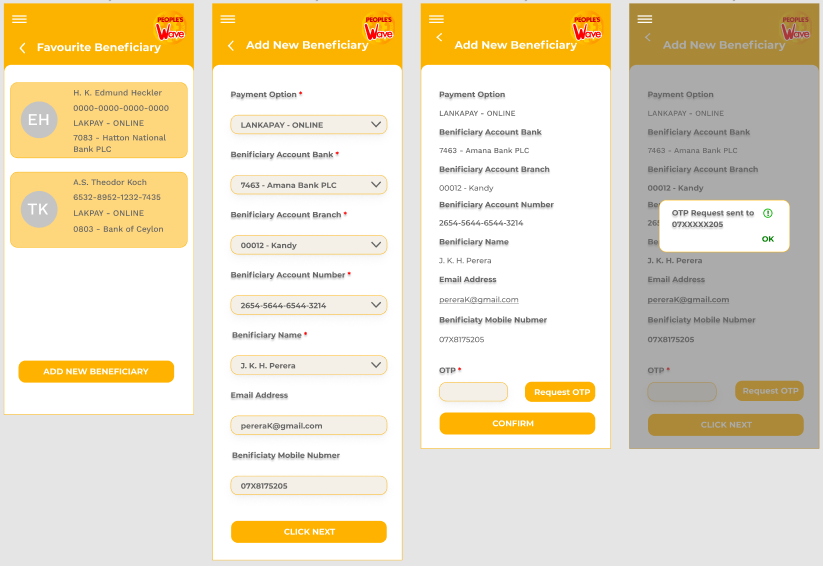 PEOPLE'S
Wave
Favourite Beneficiary
EH
H. K. Edmund Heckler
0000-0000-0000-0000
LAKPAY - ONLINE
7083 - Hatton National
Bank PLC
TK
A.S. Theodor Koch
6532-8952-1232-7435
LAKPAY - ONLINE
0803 - Bank of Ceylon
ADD NEW BENEFICIARY
PEOPLE'S
Wave
Add New Beneficiary
Payment Option *
LANKAPAY - ONLINE
Benificiary Account Bank *
7463 - Amana Bank PLC
Benificiary Account Branch *
00012 - Kandy
Benificiary Account Number *
2654-5644-6544-3214
Benificiary Name *
J. K. H. Perera
Email Address
pereraK@gmail.com
Benificiaty Mobile Nubmer
07X8175205
CLICK NEXT
PEOPLE'S
Wave
Add New Beneficiary
Payment Option
LANKAPAY - ONLINE
Benificiary Account Bank
7463 - Amana Bank PLC
Benificiary Account Branch
00012 - Kandy
Benificiary Account Number
2654-5644-6544-3214
Benificiary Name
J. K. H. Perera
Email Address
pereraK@gmail.com
Benificiaty Mobile Nubmer
07X8175205
OTP *
Request OTP
CONFIRM
PEOPLE'S
Wave
Add New Beneficiary
Payment Option
LANKAPAY - ONLINE
Benificiary Account Bank
7463 - Amana Bank PLC
Benificiary Account Branch
00012 - Kandy
OTP Request sent to
07XXXXX205
OK
J. K. H. Perera
Email Address
pereraK@gmail.com
Benificiaty Mobile Nubmer
07X8175205
OTP *
Request OTP
CLICK NEXT